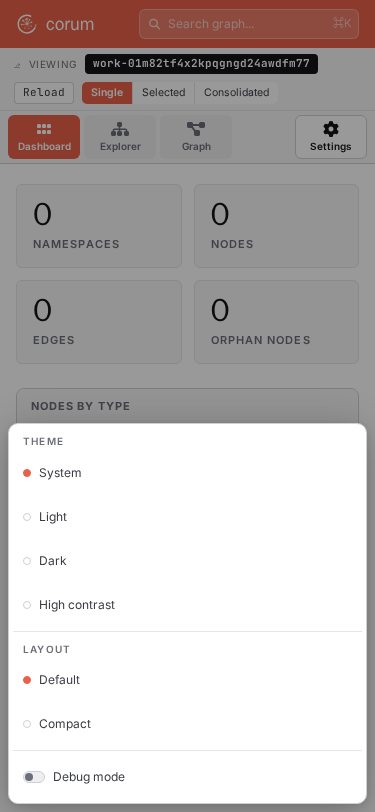 corum
Search graph...
⌘K
VIEWING
work-01m82tf4x2kpqgngd24awdfm77
Reload
Single
Selected
Consolidated
Dashboard
Explorer
Graph
Settings
0
NAMESPACES
0
NODES
0
EDGES
0
ORPHAN NODES
NODES BY TYPE
THEME
System
Light
Dark
High contrast
LAYOUT
Default
Compact
Debug mode